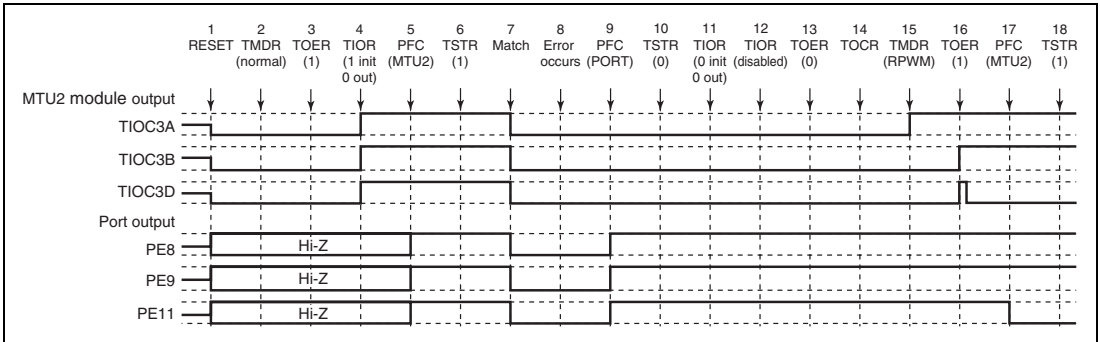 1 2 3 4 5 6 7 8 9 10 11 12 13 14 15 16 17 18
RESET TMDR TOER TIOR PFC TSTR Match Error PFC TSTR TIOR TIOR TOER TOCR TMDR TOER PFC TSTR
(normal) (1) (1 init (MTU2) (1) occurs (PORT) (0) (0 init (disabled) (0) (RPWM) (1) (MTU2) (1)
0 out) 0 out)
MTU2 module output
TIOC3A
TIOC3B
TIOC3D
Port output
PE8 Hi-Z
PE9 Hi-Z
PE11 Hi-Z